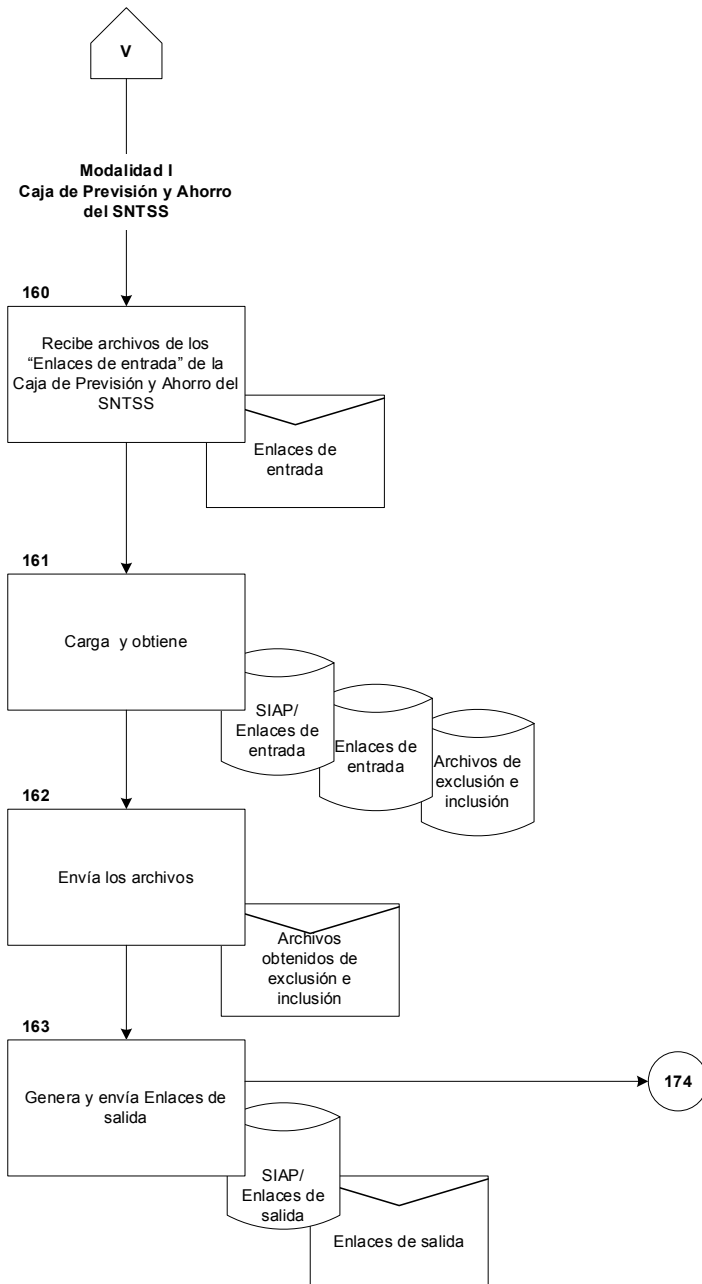 V
Modalidad I
Caja de Previsión y Ahorro
del SNTSS
160
Recibe archivos de los
“Enlaces de entrada” de la
Caja de Previsión y Ahorro del
SNTSS
Enlaces de
entrada
161
Carga y obtiene
SIAP/
Enlaces de
entrada
Enlaces de
entrada
Archivos de
exclusión e
inclusión
162
Envía los archivos
Archivos
obtenidos de
exclusión e
inclusión
163
Genera y envía Enlaces de
salida
174
SIAP/
Enlaces de
salida
Enlaces de salida